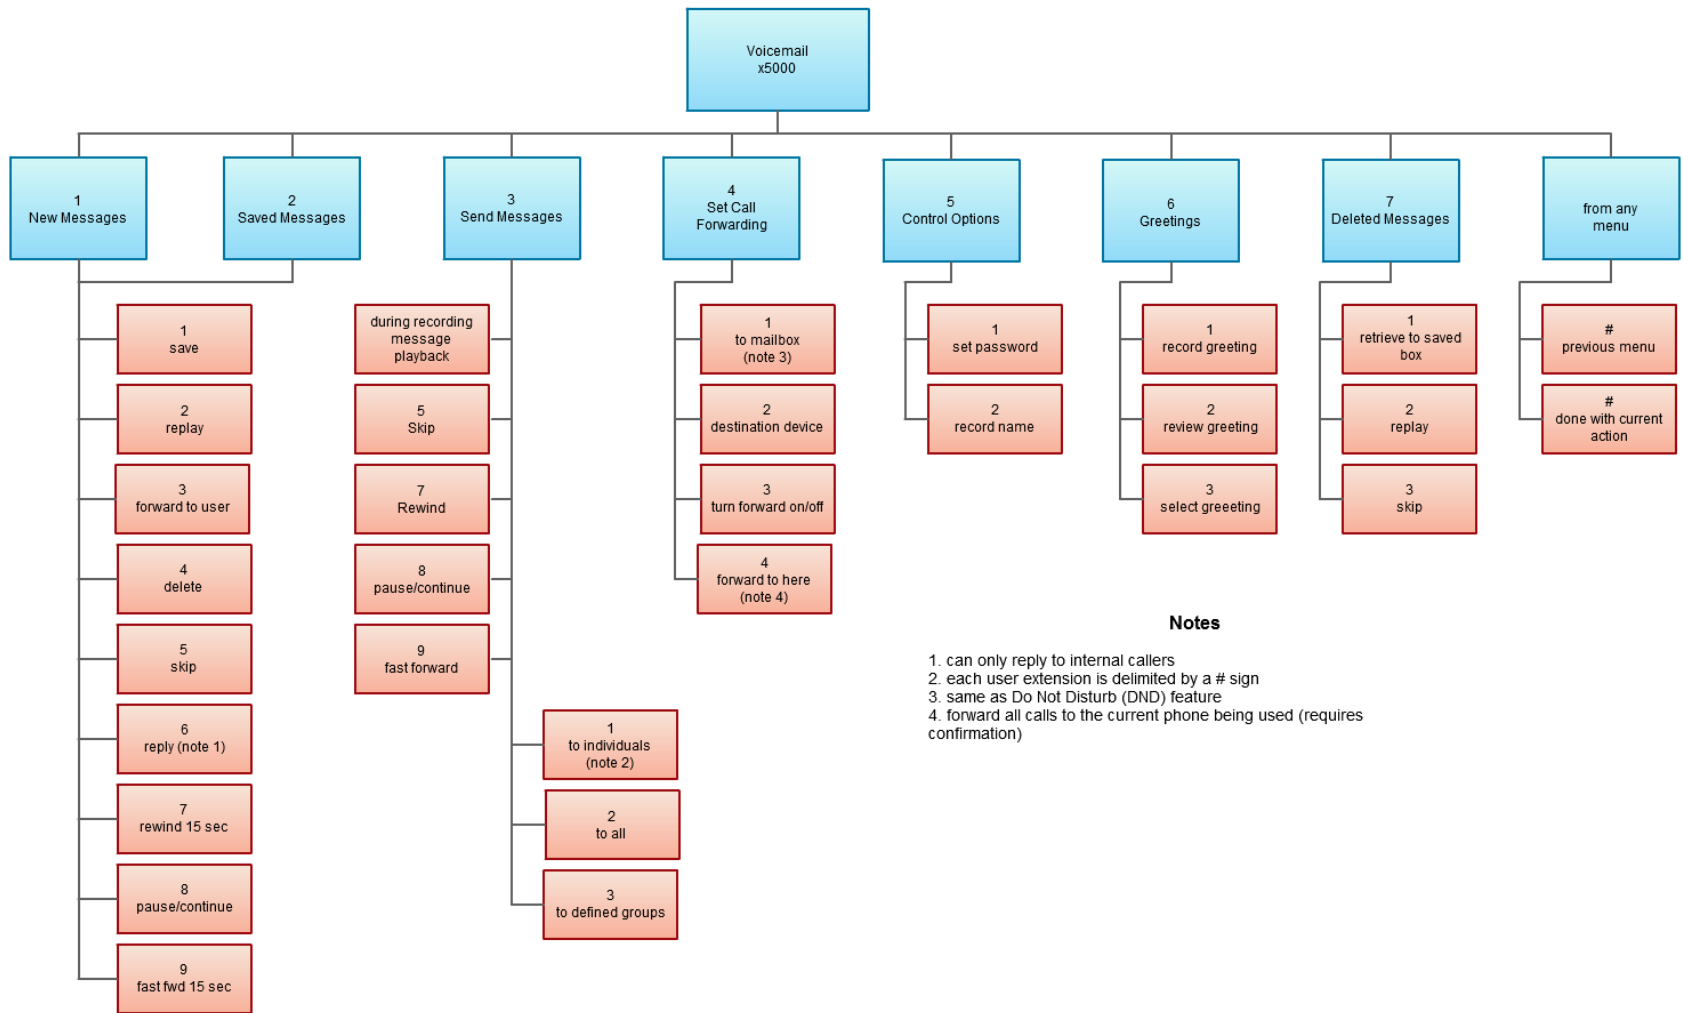 Voicemail
x5000
1
New Messages
2
Saved Messages
3
Send Messages
4
Set Call
Forwarding
5
Control Options
6
Greetings
7
Deleted Messages
from any
menu
1
save
2
replay
3
forward to user
4
delete
5
skip
6
reply (note 1)
7
rewind 15 sec
8
pause/continue
9
fast fwd 15 sec
during recording
message
playback
5
Skip
7
Rewind
8
pause/continue
9
fast forward
1
to individuals
(note 2)
2
to all
3
to defined groups
1
to mailbox
(note 3)
2
destination device
3
turn forward on/off
4
forward to here
(note 4)
1
set password
2
record name
1
record greeting
2
review greeting
3
select greeeting
1
retrieve to saved
box
2
replay
3
skip
#
previous menu
#
done with current
action
Notes
1. can only reply to internal callers
2. each user extension is delimited by a # sign
3. same as Do Not Disturb (DND) feature
4. forward all calls to the current phone being used (requires
confirmation)